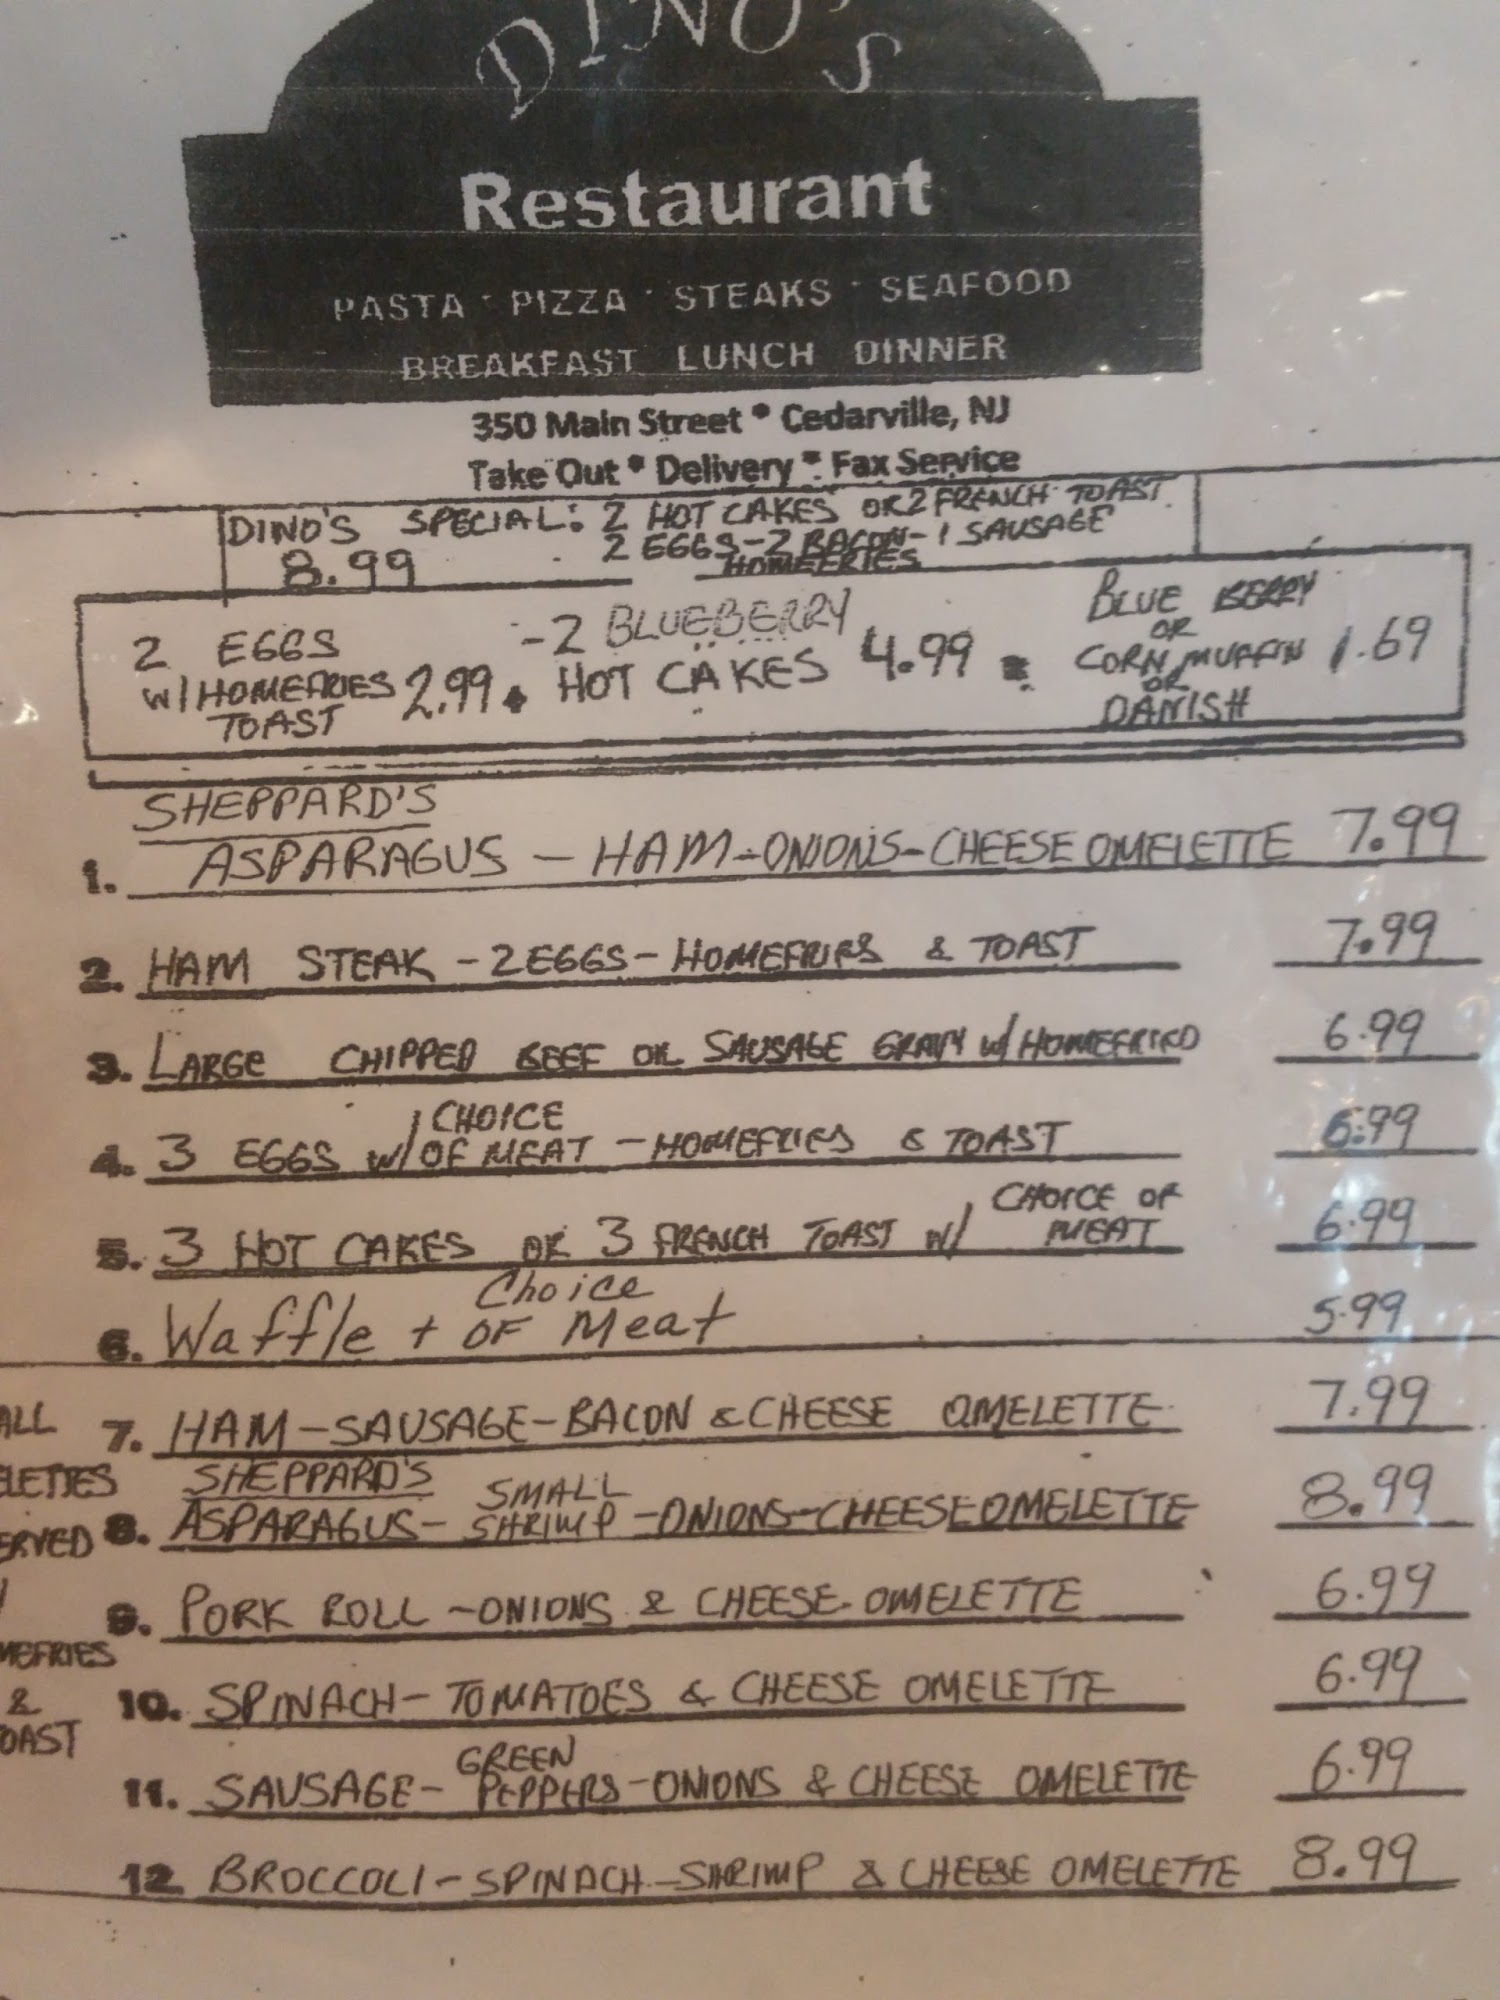 DINO'S
Restaurant
PASTA · PIZZA · STEAKS · SEAFOOD
BREAKFAST LUNCH DINNER
350 Main Street * Cedarville, NJ
Take Out * Delivery * Fax Service
DINO'S SPECIAL: 2 HOT CAKES OR 2 FRENCH TOAST
8.99 2 EGGS-2 BACON-1 SAUSAGE
HOMEFRIES
2 EGGS
W/HOMEFRIES 2.99
TOAST
-2 BLUEBERRY
HOT CAKES 4.99
BLUE BERRY
OR
CORN MUFFIN 1.69
OR
DANISH
SHEPPARD'S
1. ASPARAGUS - HAM-ONIONS-CHEESE OMELETTE 7.99
2. HAM STEAK - 2 EGGS - HOMEFRIES & TOAST 7.99
3. LARGE CHIPPED BEEF OR SAUSAGE GRAVY w/ HOMEFRIED 6.99
CHOICE
4. 3 EGGS w/ OF MEAT - HOMEFRIES & TOAST 6.99
CHOICE OF
5. 3 HOT CAKES OR 3 FRENCH TOAST w/ MEAT 6.99
Choice
6. Waffle + OF Meat 5.99
7. HAM-SAUSAGE-BACON & CHEESE OMELETTE 7.99
SHEPPARD'S SMALL
8. ASPARAGUS- SHRIMP -ONIONS-CHEESE OMELETTE 8.99
9. PORK ROLL -ONIONS & CHEESE OMELETTE 6.99
10. SPINACH- TOMATOES & CHEESE OMELETTE 6.99
GREEN
11. SAUSAGE- PEPPERS-ONIONS & CHEESE OMELETTE 6.99
12 BROCCOLI-SPINACH-SHRIMP & CHEESE OMELETTE 8.99
ALL
ELETTES
ERVED
MEFRIES
&
OAST